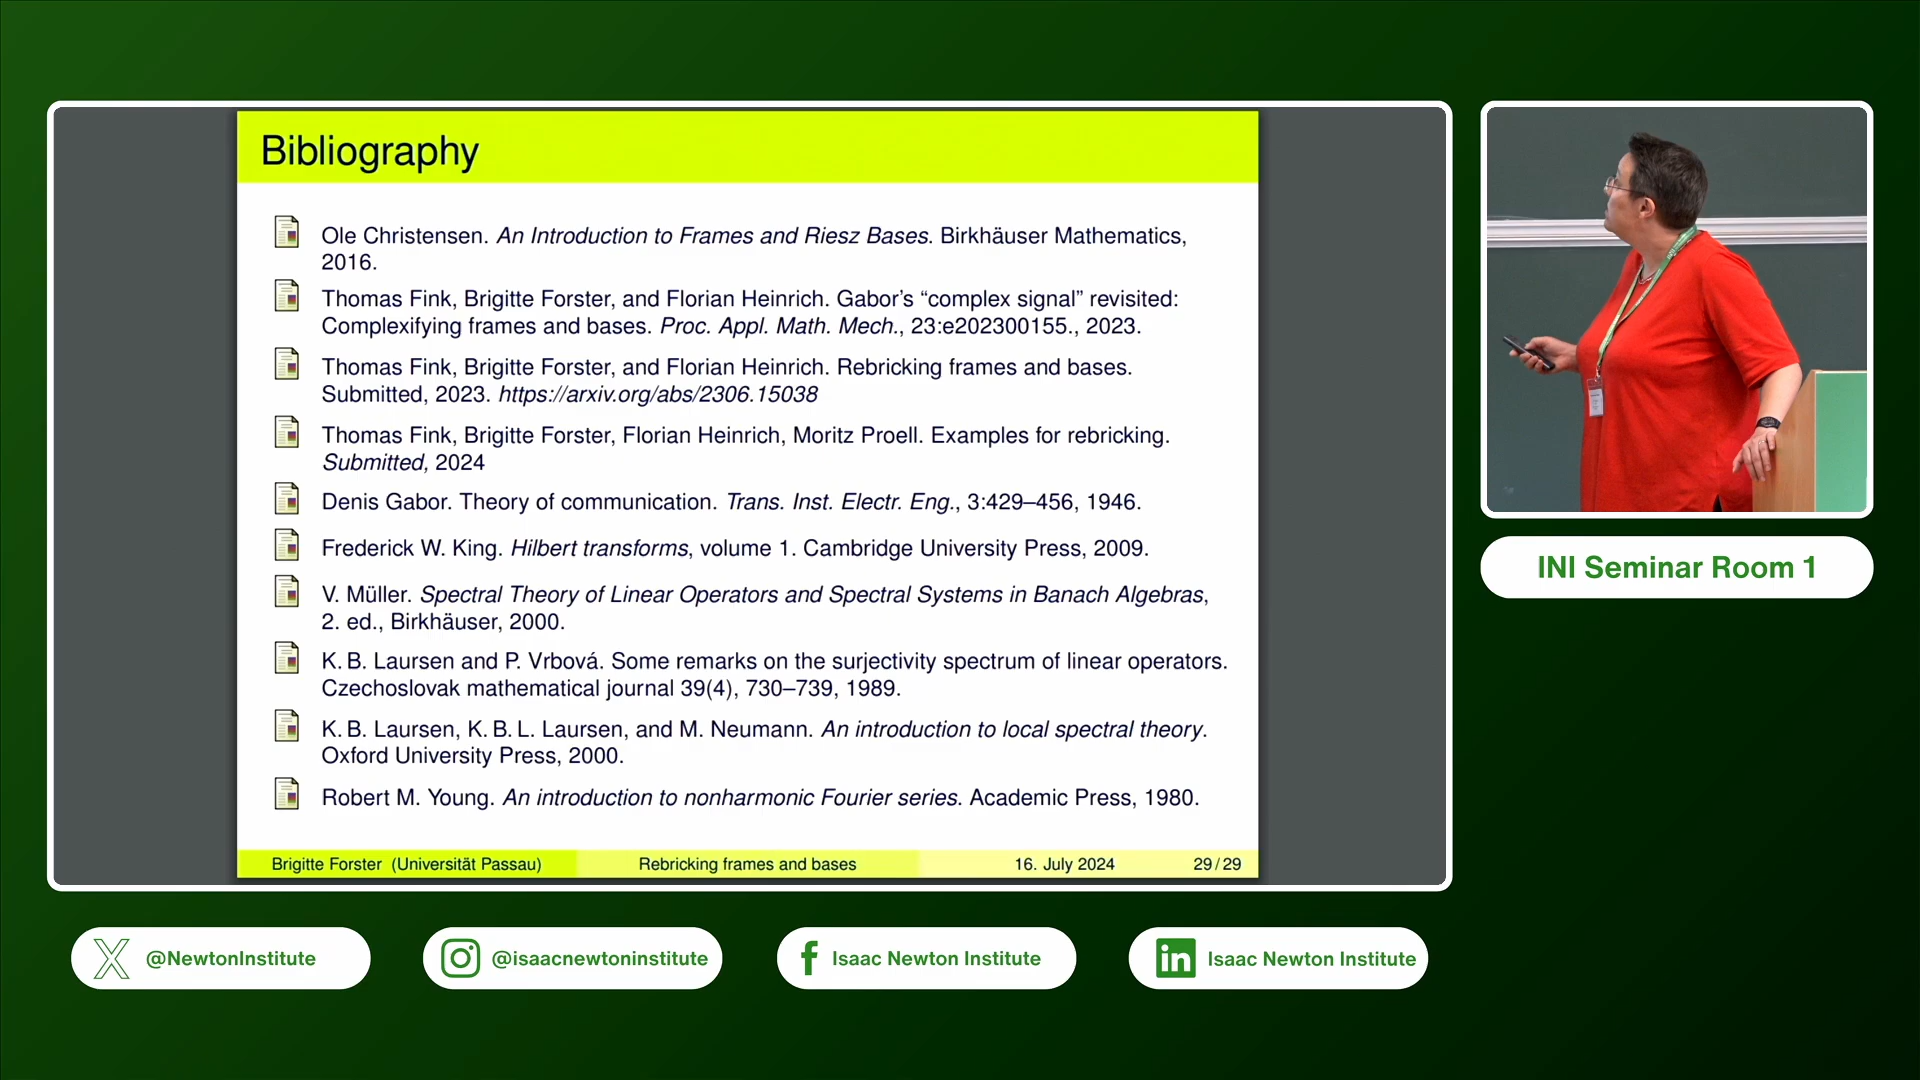 Bibliography
Ole Christensen. An Introduction to Frames and Riesz Bases. Birkhäuser Mathematics,
2016.
Thomas Fink, Brigitte Forster, and Florian Heinrich. Gabor's “complex signal” revisited:
Complexifying frames and bases. Proc. Appl. Math. Mech., 23:e202300155., 2023.
Thomas Fink, Brigitte Forster, and Florian Heinrich. Rebricking frames and bases.
Submitted, 2023. https://arxiv.org/abs/2306.15038
Thomas Fink, Brigitte Forster, Florian Heinrich, Moritz Proell. Examples for rebricking.
Submitted, 2024
Denis Gabor. Theory of communication. Trans. Inst. Electr. Eng., 3:429–456, 1946.
Frederick W. King. Hilbert transforms, volume 1. Cambridge University Press, 2009.
V. Müller. Spectral Theory of Linear Operators and Spectral Systems in Banach Algebras,
2. ed., Birkhäuser, 2000.
K. B. Laursen and P. Vrbová. Some remarks on the surjectivity spectrum of linear operators.
Czechoslovak mathematical journal 39(4), 730–739, 1989.
K. B. Laursen, K. B. L. Laursen, and M. Neumann. An introduction to local spectral theory.
Oxford University Press, 2000.
Robert M. Young. An introduction to nonharmonic Fourier series. Academic Press, 1980.
Brigitte Forster (Universität Passau) Rebricking frames and bases 16. July 2024 29 / 29
INI Seminar Room 1
@NewtonInstitute
@isaacnewtoninstitute
Isaac Newton Institute
Isaac Newton Institute